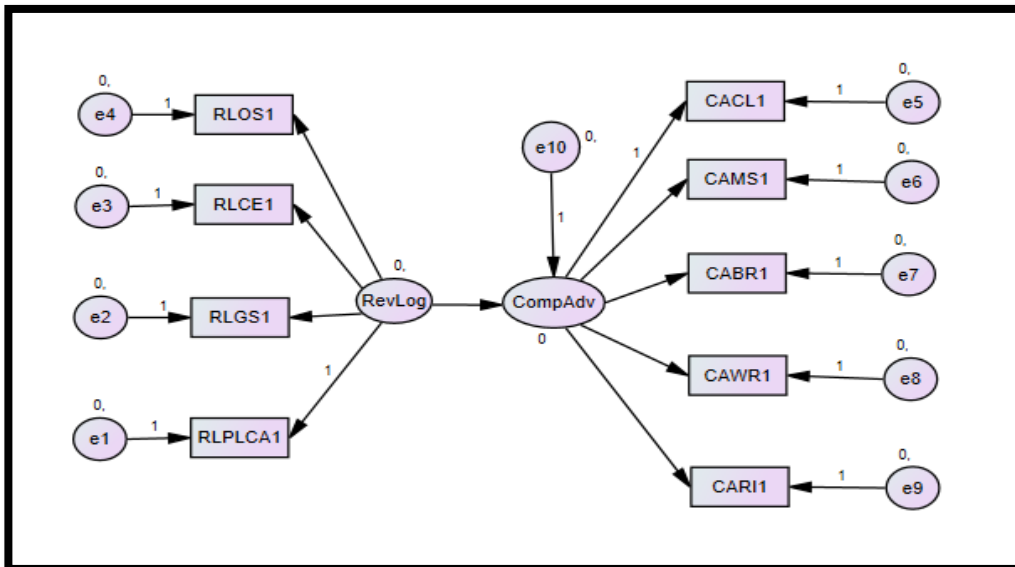 0,
e4
1
RLOS1
0,
e3
1
RLCE1
0,
e2
1
RLGS1
0,
e1
1
RLPLCA1
1
0,
RevLog
e10
0,
1
CompAdv
0
1
CACL1
1
0,
e5
CAMS1
1
0,
e6
CABR1
1
0,
e7
CAWR1
1
0,
e8
CARI1
1
0,
e9